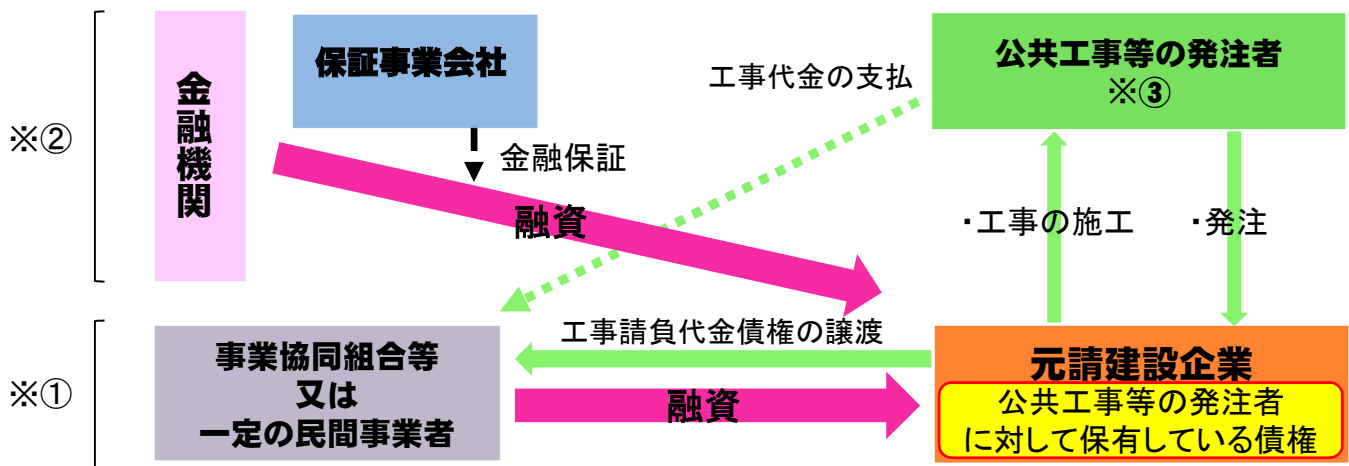 ※②
金融機関
保証事業会社
金融保証
融資
工事代金の支払
公共工事等の発注者
※③
・工事の施工
・発注
※①
事業協同組合等
又は
一定の民間事業者
工事請負代金債権の譲渡
融資
元請建設企業
公共工事等の発注者
に対して保有している債権